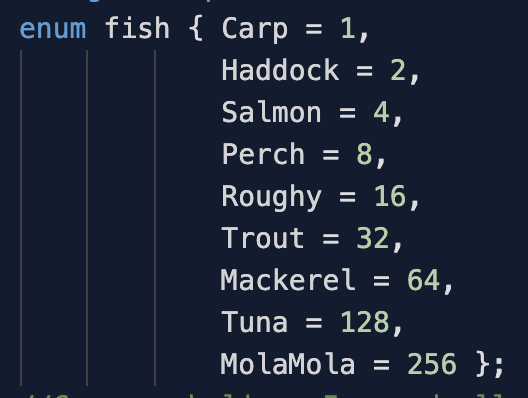 enum fish { Carp = 1,
Haddock = 2,
Salmon = 4,
Perch = 8,
Roughy = 16,
Trout = 32,
Mackerel = 64,
Tuna = 128,
MolaMola = 256 };